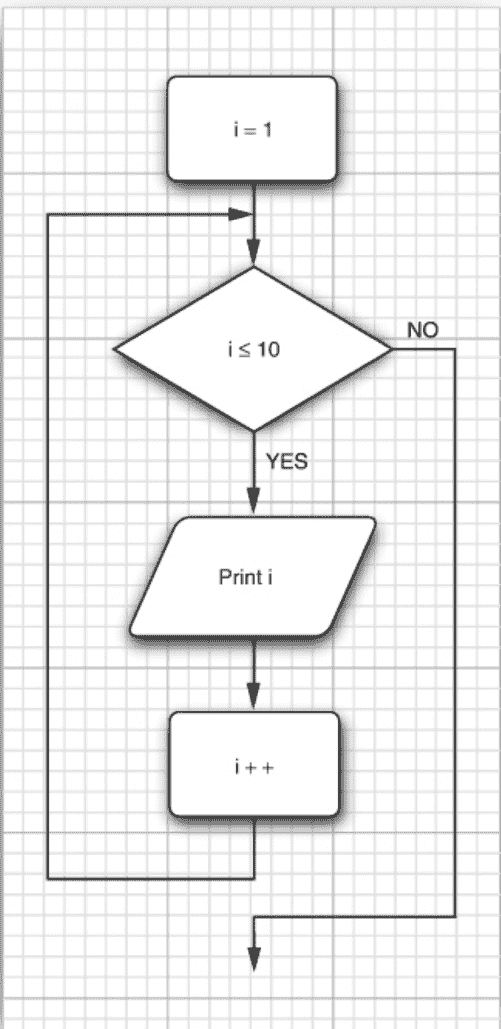 i = 1
i ≤ 10
NO
YES
Print i
i + +